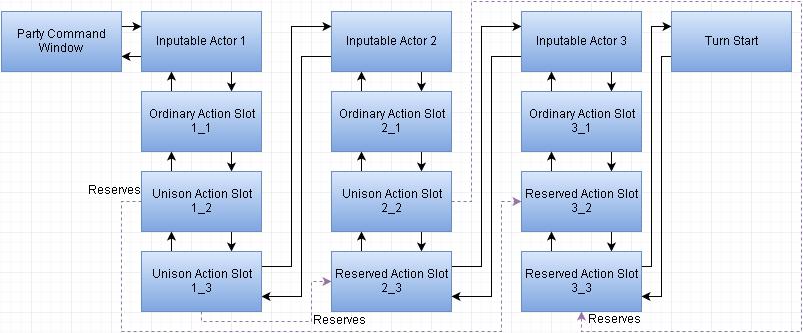 Party Command
Window
Inputable Actor 1
Inputable Actor 2
Inputable Actor 3
Turn Start
Ordinary Action Slot
1_1
Ordinary Action Slot
2_1
Ordinary Action Slot
3_1
Reserves
Unison Action Slot
1_2
Unison Action Slot
2_2
Reserved Action Slot
3_2
Unison Action Slot
1_3
Reserved Action Slot
2_3
Reserved Action Slot
3_3
Reserves
Reserves